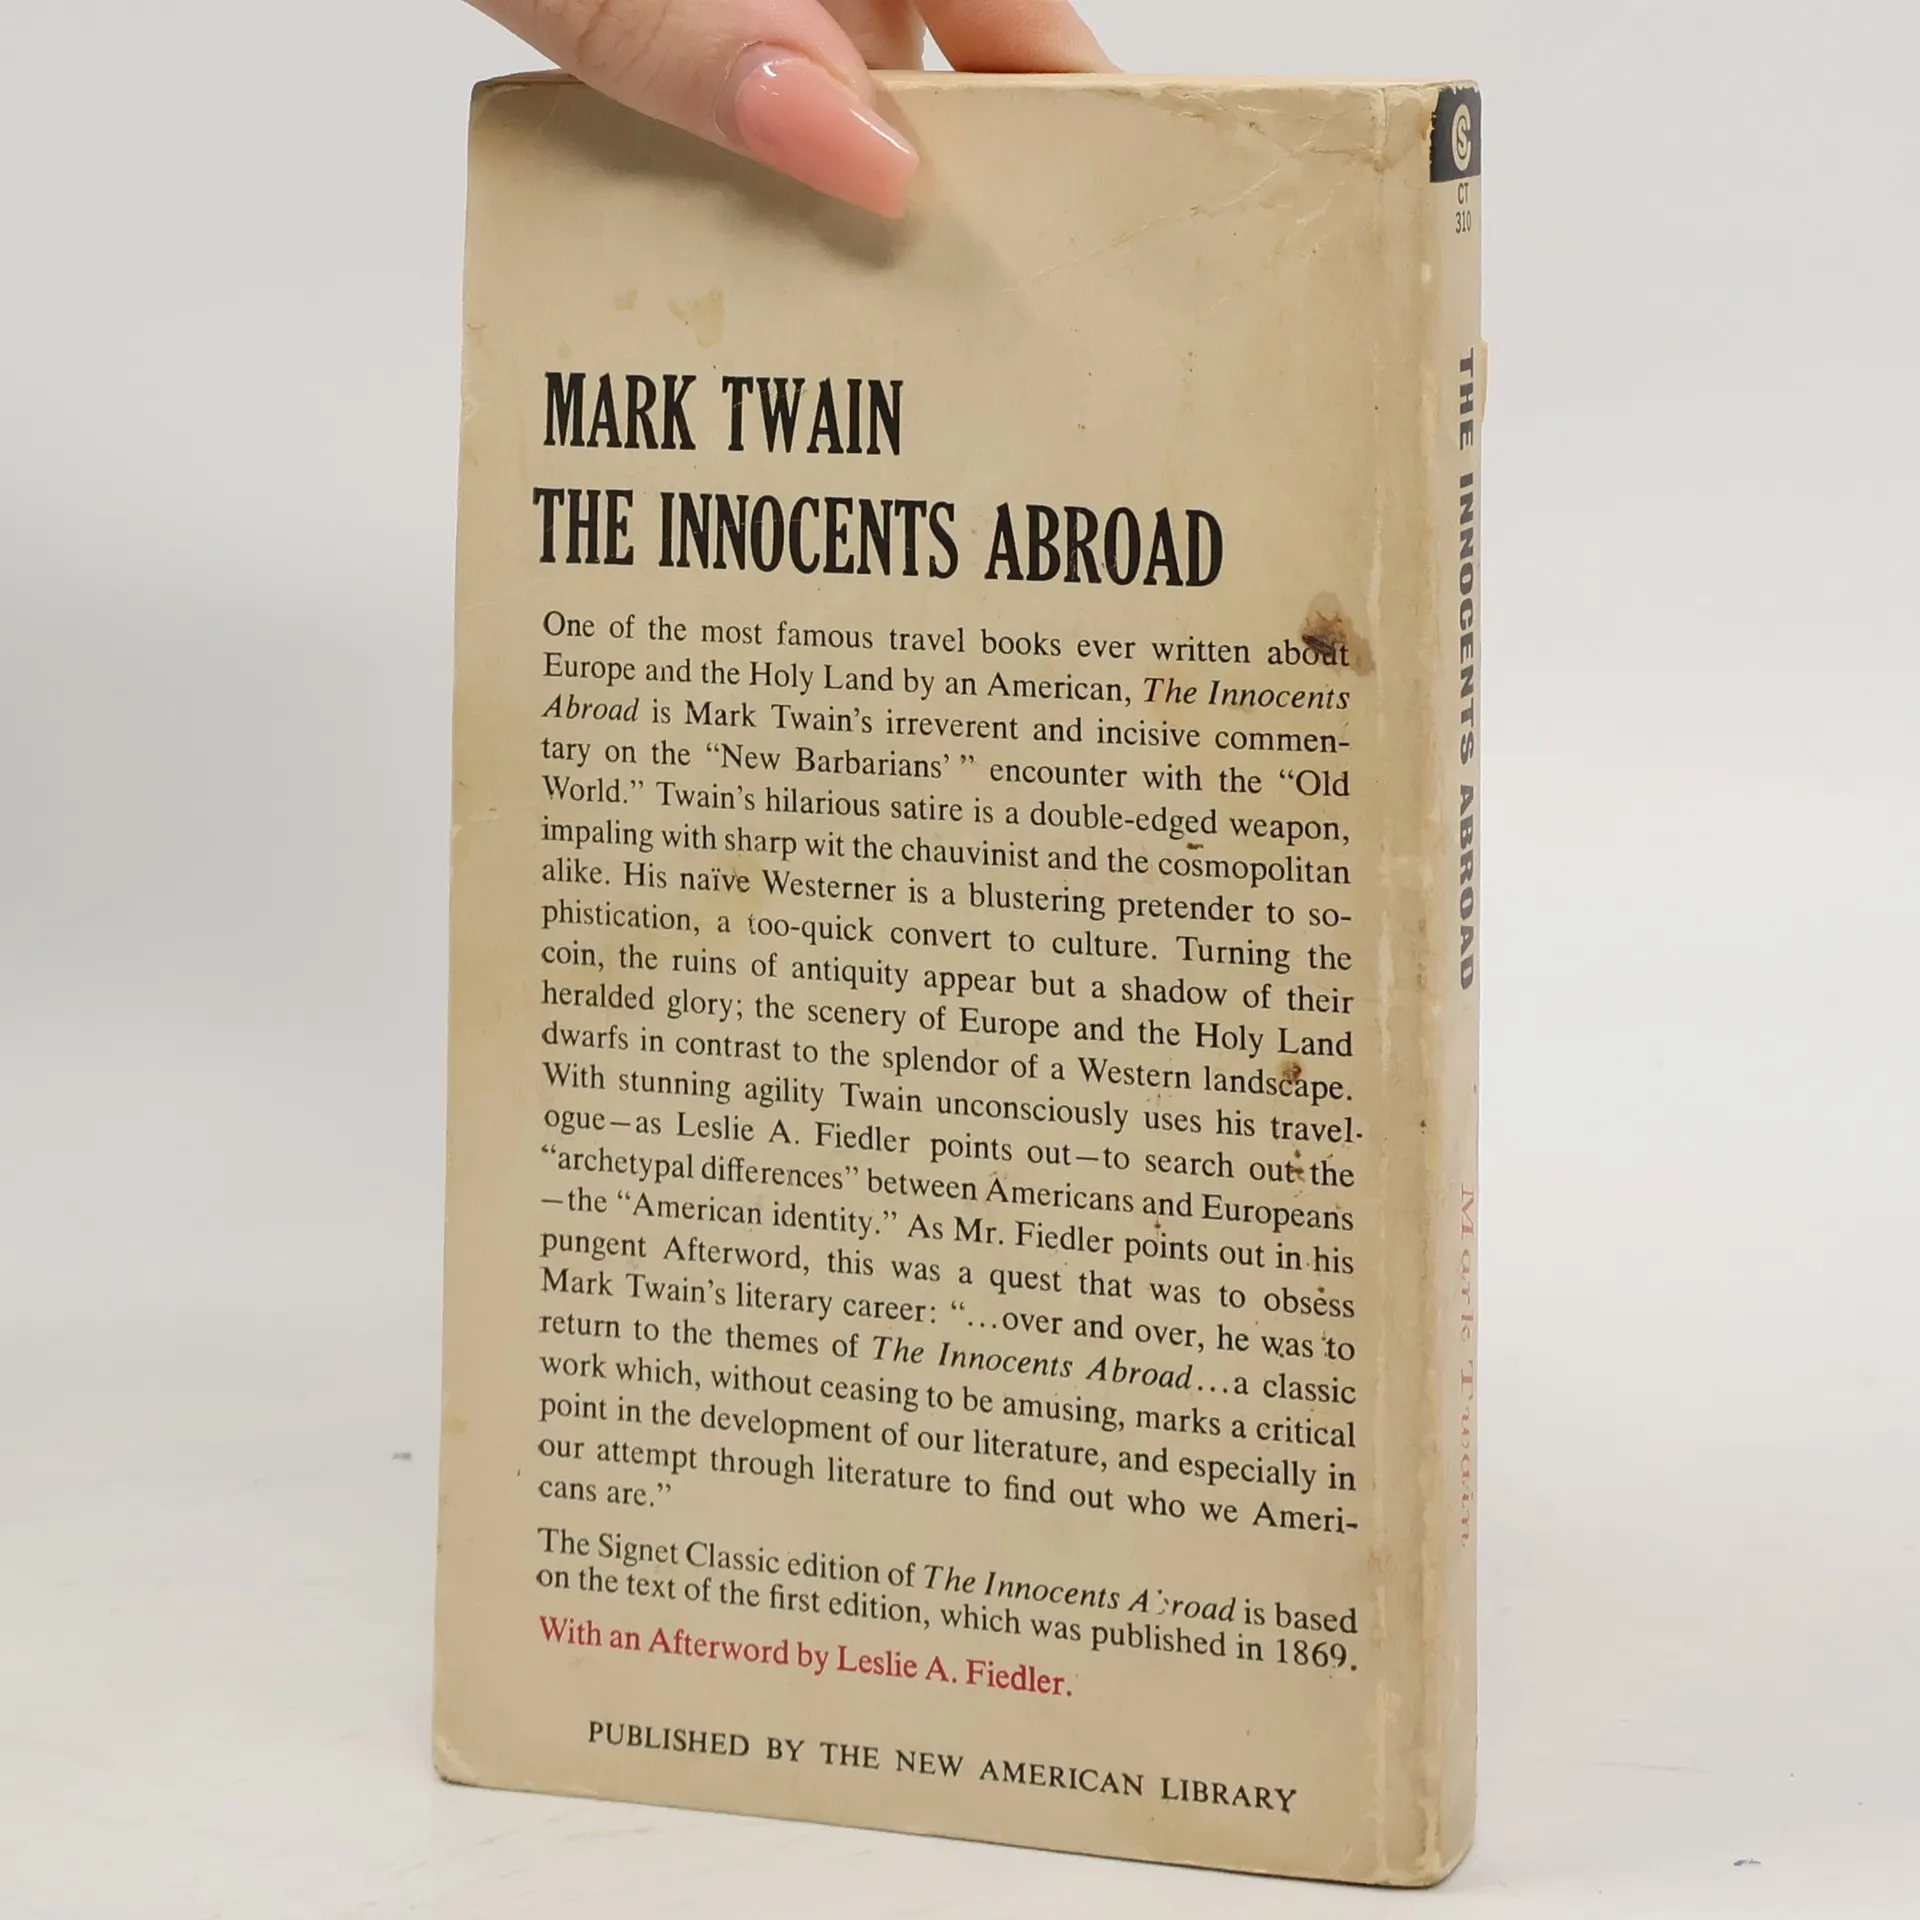 MARK TWAIN
THE INNOCENTS ABROAD
One of the most famous travel books ever written about
Europe and the Holy Land by an American, The Innocents
Abroad is Mark Twain's irreverent and incisive commen-
tary on the “New Barbarians’ ” encounter with the “Old
World.” Twain's hilarious satire is a double-edged weapon,
impaling with sharp wit the chauvinist and the cosmopolitan
alike. His naïve Westerner is a blustering pretender to so-
phistication, a too-quick convert to culture. Turning the
coin, the ruins of antiquity appear but a shadow of their
heralded glory; the scenery of Europe and the Holy Land
dwarfs in contrast to the splendor of a Western landscape.
With stunning agility Twain unconsciously uses his travel-
ogue—as Leslie A. Fiedler points out—to search out the
“archetypal differences” between Americans and Europeans
—the “American identity.” As Mr. Fiedler points out in his
pungent Afterword, this was a quest that was to obsess
Mark Twain's literary career: “...over and over, he was to
return to the themes of The Innocents Abroad...a classic
work which, without ceasing to be amusing, marks a critical
point in the development of our literature, and especially in
our attempt through literature to find out who we Ameri-
cans are.”
The Signet Classic edition of The Innocents Abroad is based
on the text of the first edition, which was published in 1869.
With an Afterword by Leslie A. Fiedler.
PUBLISHED BY THE NEW AMERICAN LIBRARY
CT
310
THE INNOCENTS ABROAD
Mark Twain